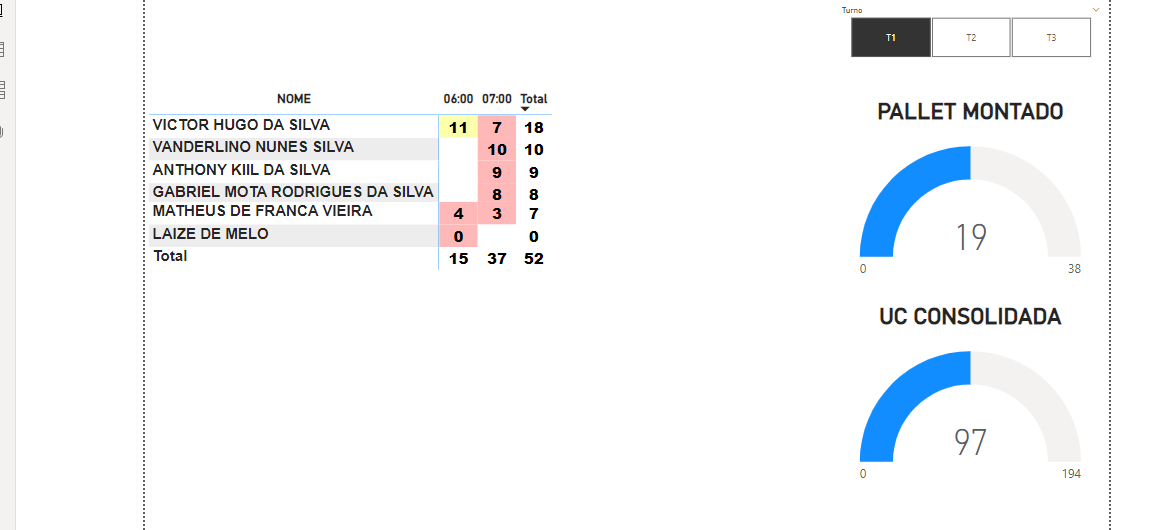 Turno
T1 T2 T3
NOME 06:00 07:00 Total
VICTOR HUGO DA SILVA 11 7 18
VANDERLINO NUNES SILVA 10 10
ANTHONY KIIL DA SILVA 9 9
GABRIEL MOTA RODRIGUES DA SILVA 8 8
MATHEUS DE FRANCA VIEIRA 4 3 7
LAIZE DE MELO 0 0
Total 15 37 52
PALLET MONTADO
19
0 38
UC CONSOLIDADA
97
0 194